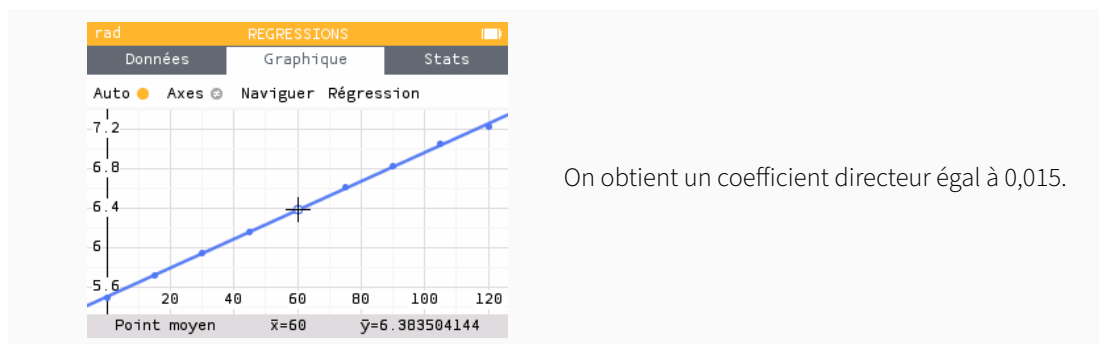 rad REGRESSIONS
Données Graphique Stats
Auto Axes Naviguer Régression
7.2
6.8
6.4
6
5.6
20 40 60 80 100 120
Point moyen x̄=60 ȳ=6.383504144
On obtient un coefficient directeur égal à 0,015.